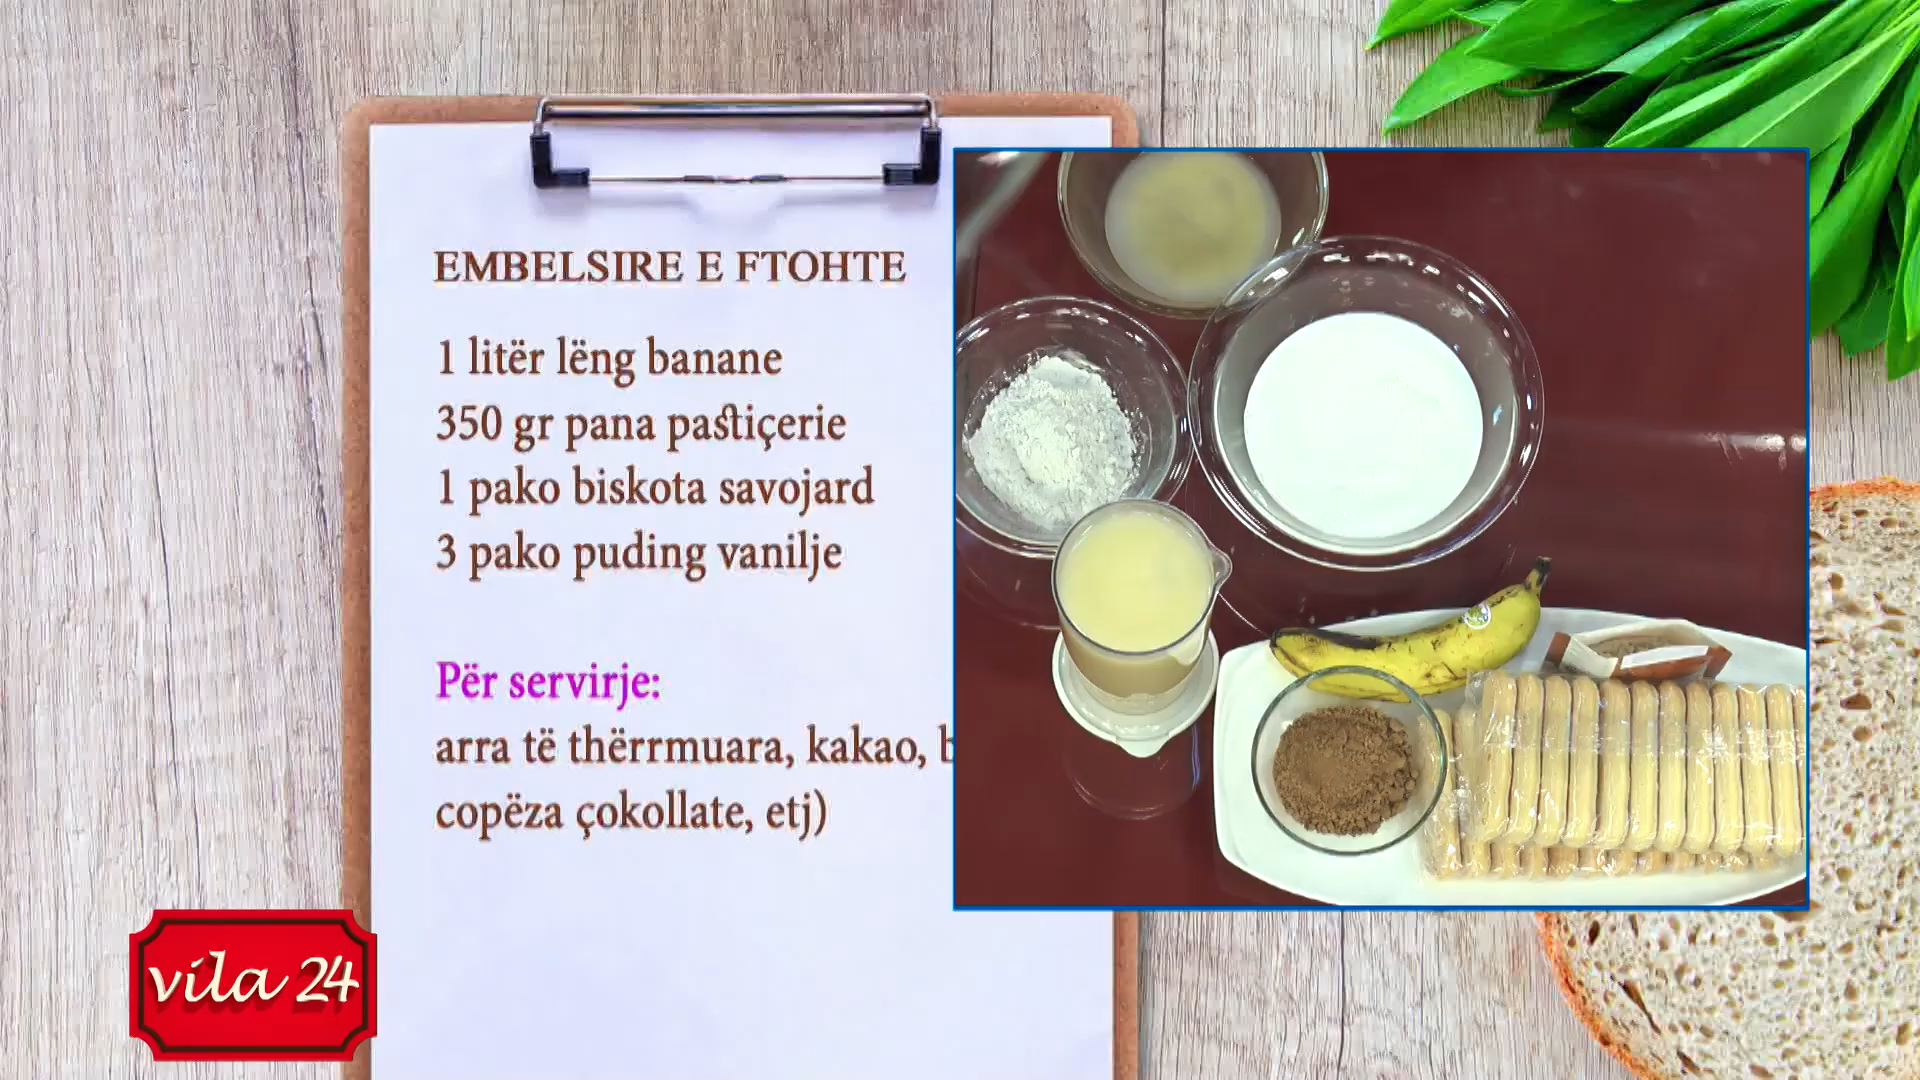 EMBELSIRE E FTOHTE
1 litër lëng banane
350 gr pana pastiçerie
1 pako biskota savojard
3 pako puding vanilje
Për servirje:
arra të thërrmuara, kakao,
copëza çokollate, etj)
vila 24